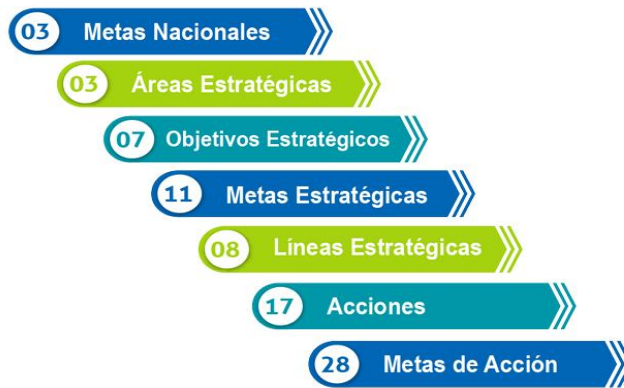 03 Metas Nacionales
03 Áreas Estratégicas
07 Objetivos Estratégicos
11 Metas Estratégicas
08 Líneas Estratégicas
17 Acciones
28 Metas de Acción